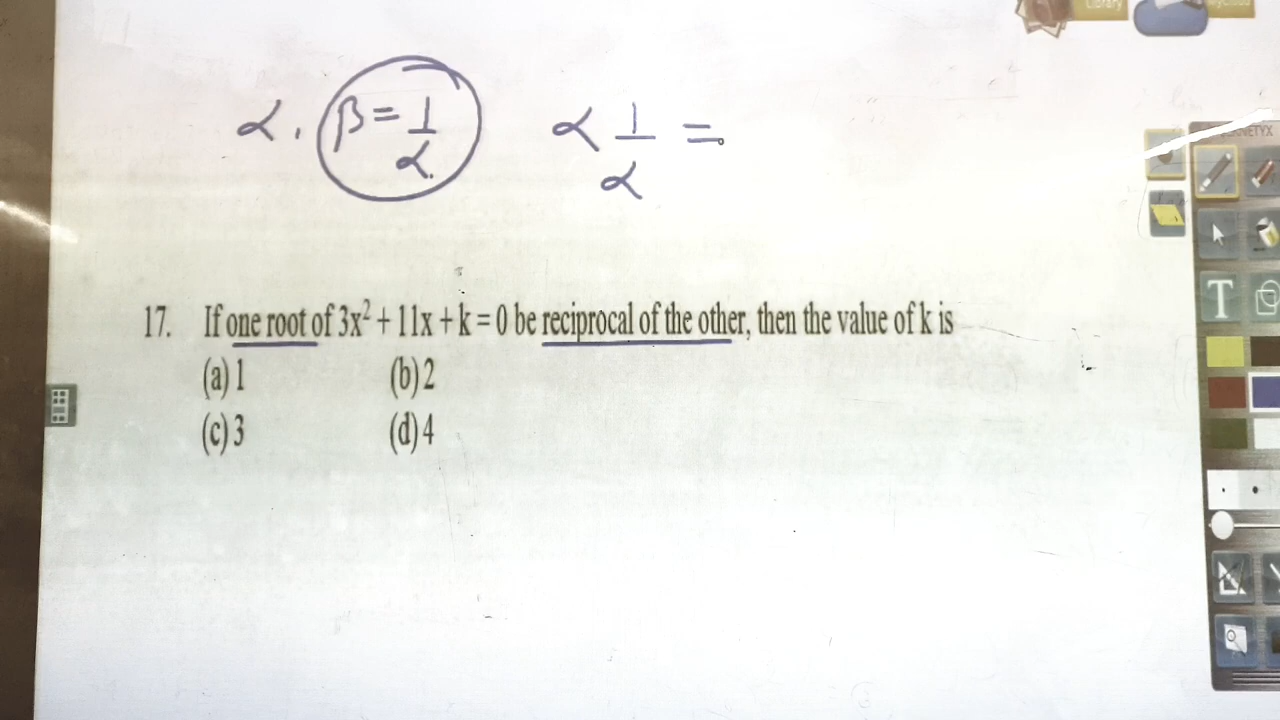 Library
α . β = 1/α   α 1/α =
17. If one root of 3x² + 11x + k = 0 be reciprocal of the other, then the value of k is
(a) 1 (b) 2
(c) 3 (d) 4
T